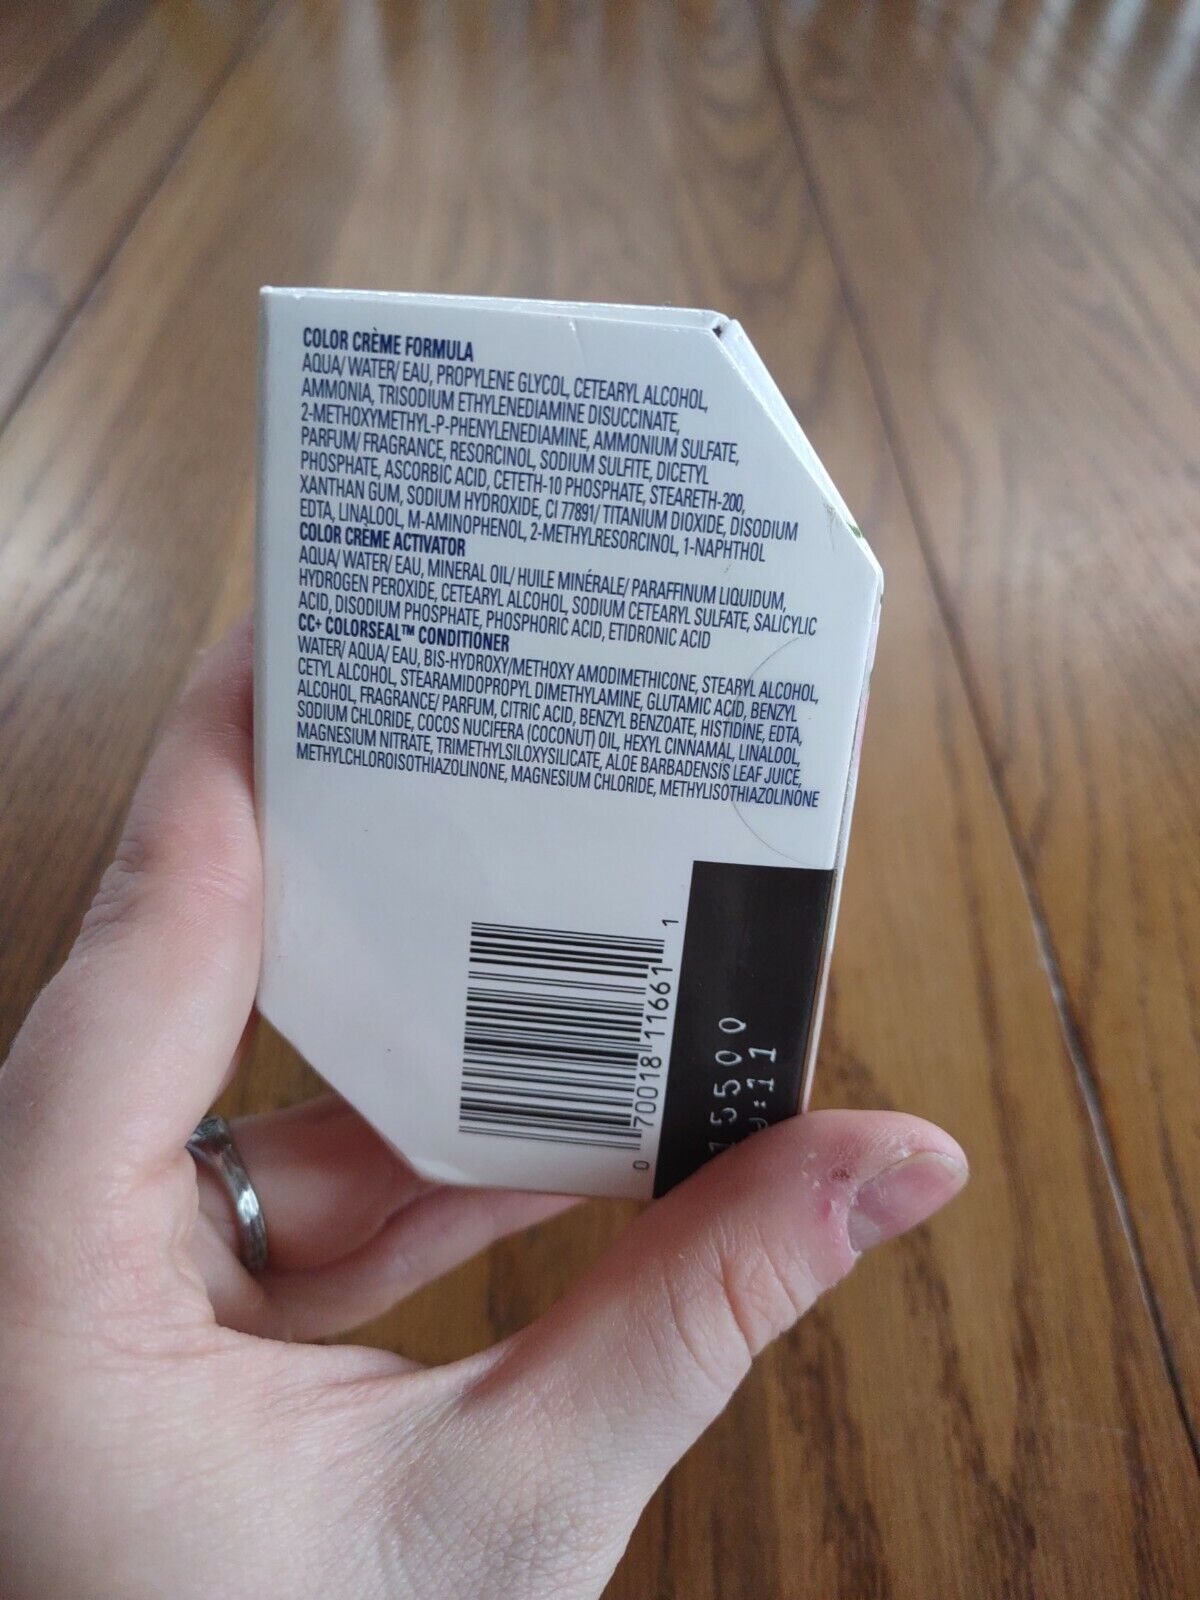 COLOR CRÈME FORMULA
AQUA/ WATER/ EAU, PROPYLENE GLYCOL, CETEARYL ALCOHOL,
AMMONIA, TRISODIUM ETHYLENEDIAMINE DISUCCINATE,
2-METHOXYMETHYL-P-PHENYLENEDIAMINE, AMMONIUM SULFATE,
PARFUM/ FRAGRANCE, RESORCINOL, SODIUM SULFITE, DICETYL
PHOSPHATE, ASCORBIC ACID, CETETH-10 PHOSPHATE, STEARETH-200,
XANTHAN GUM, SODIUM HYDROXIDE, CI 77891/ TITANIUM DIOXIDE, DISODIUM
EDTA, LINALOOL, M-AMINOPHENOL, 2-METHYLRESORCINOL, 1-NAPHTHOL
COLOR CRÈME ACTIVATOR
AQUA/ WATER/ EAU, MINERAL OIL/ HUILE MINÉRALE/ PARAFFINUM LIQUIDUM,
HYDROGEN PEROXIDE, CETEARYL ALCOHOL, SODIUM CETEARYL SULFATE, SALICYLIC
ACID, DISODIUM PHOSPHATE, PHOSPHORIC ACID, ETIDRONIC ACID
CC+ COLORSEAL™ CONDITIONER
WATER/ AQUA/ EAU, BIS-HYDROXY/METHOXY AMODIMETHICONE, STEARYL ALCOHOL,
CETYL ALCOHOL, STEARAMIDOPROPYL DIMETHYLAMINE, GLUTAMIC ACID, BENZYL
ALCOHOL, FRAGRANCE/ PARFUM, CITRIC ACID, BENZYL BENZOATE, HISTIDINE, EDTA,
SODIUM CHLORIDE, COCOS NUCIFERA (COCONUT) OIL, HEXYL CINNAMAL, LINALOOL,
MAGNESIUM NITRATE, TRIMETHYLSILOXYSILICATE, ALOE BARBADENSIS LEAF JUICE,
METHYLCHLOROISOTHIAZOLINONE, MAGNESIUM CHLORIDE, METHYLISOTHIAZOLINONE
0 70018 11661 1
15500
:11